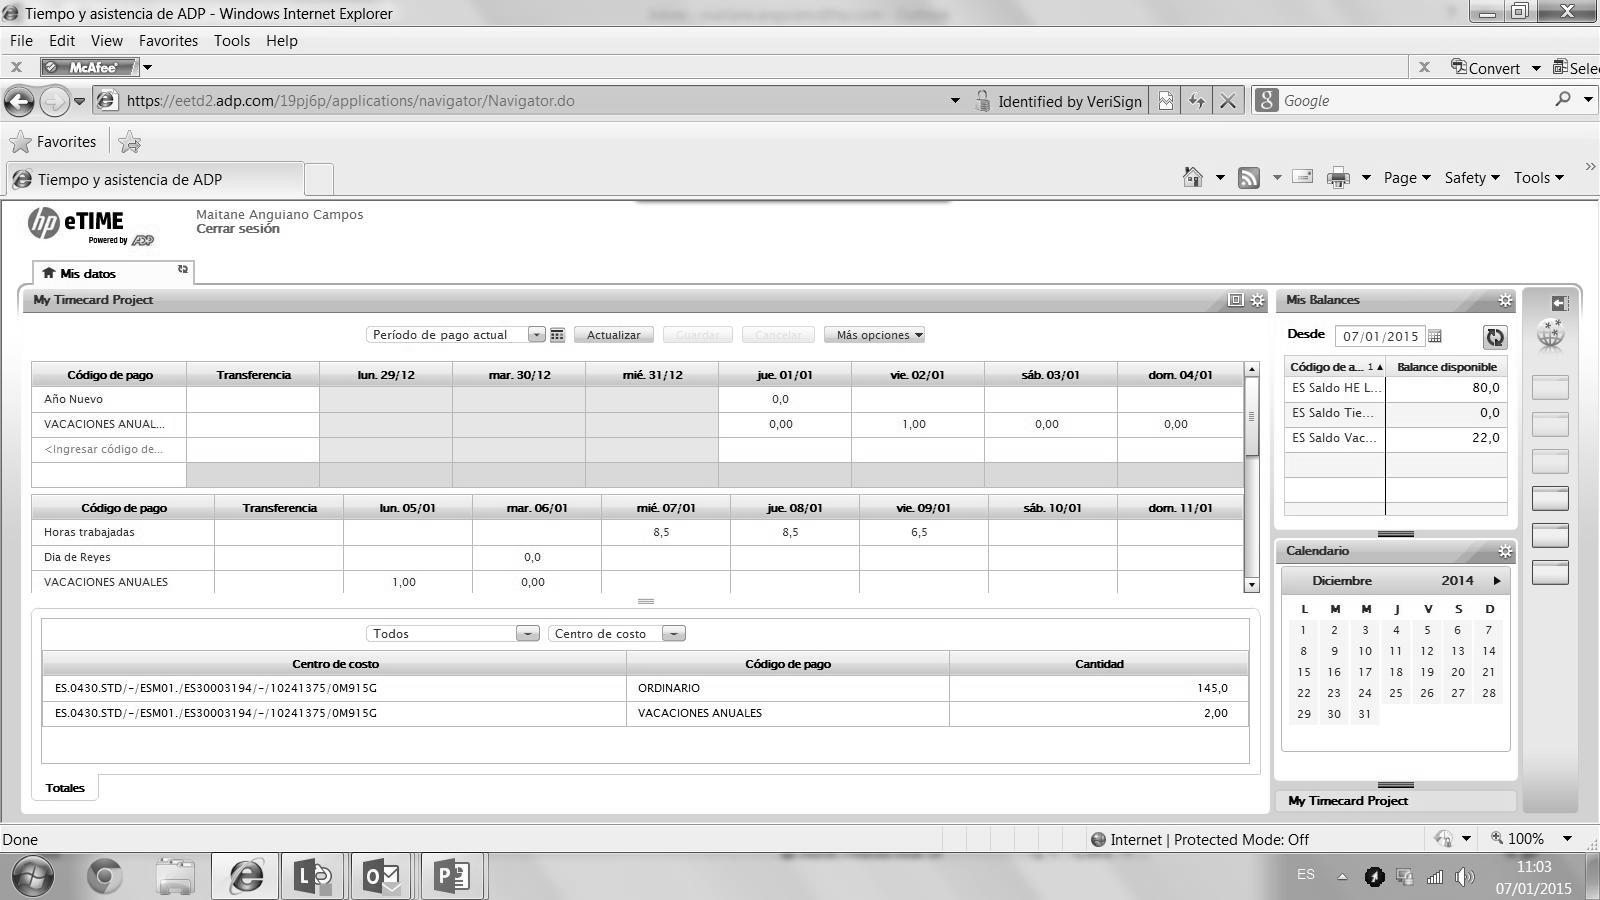 Tiempo y asistencia de ADP - Windows Internet Explorer
File Edit View Favorites Tools Help
X McAfee X Convert Sele
https://eetd2.adp.com/19pj6p/applications/navigator/Navigator.do Identified by VeriSign Google
Favorites
Tiempo y asistencia de ADP Page Safety Tools »
hp eTIME Maitane Anguiano Campos
Powered by ADP Cerrar sesión
Mis datos
My Timecard Project
Período de pago actual Actualizar Guardar Cancelar Más opciones
Código de pago Transferencia lun. 29/12 mar. 30/12 mié. 31/12 jue. 01/01 vie. 02/01 sáb. 03/01 dom. 04/01
Año Nuevo 0,0
VACACIONES ANUAL... 0,00 1,00 0,00 0,00
<Ingresar código de...
Código de pago Transferencia lun. 05/01 mar. 06/01 mié. 07/01 jue. 08/01 vie. 09/01 sáb. 10/01 dom. 11/01
Horas trabajadas 8,5 8,5 6,5
Dia de Reyes 0,0
VACACIONES ANUALES 1,00 0,00
Todos Centro de costo
Centro de costo Código de pago Cantidad
ES.0430.STD/-/ESM01./ES30003194/-/10241375/0M915G ORDINARIO 145,0
ES.0430.STD/-/ESM01./ES30003194/-/10241375/0M915G VACACIONES ANUALES 2,00
Totales
Mis Balances
Desde 07/01/2015
Código de a... 1 Balance disponible
ES Saldo HE L... 80,0
ES Saldo Tie... 0,0
ES Saldo Vac... 22,0
Calendario
Diciembre 2014
L M M J V S D
1 2 3 4 5 6 7
8 9 10 11 12 13 14
15 16 17 18 19 20 21
22 23 24 25 26 27 28
29 30 31
My Timecard Project
Done Internet | Protected Mode: Off 100%
ES 11:03
07/01/2015